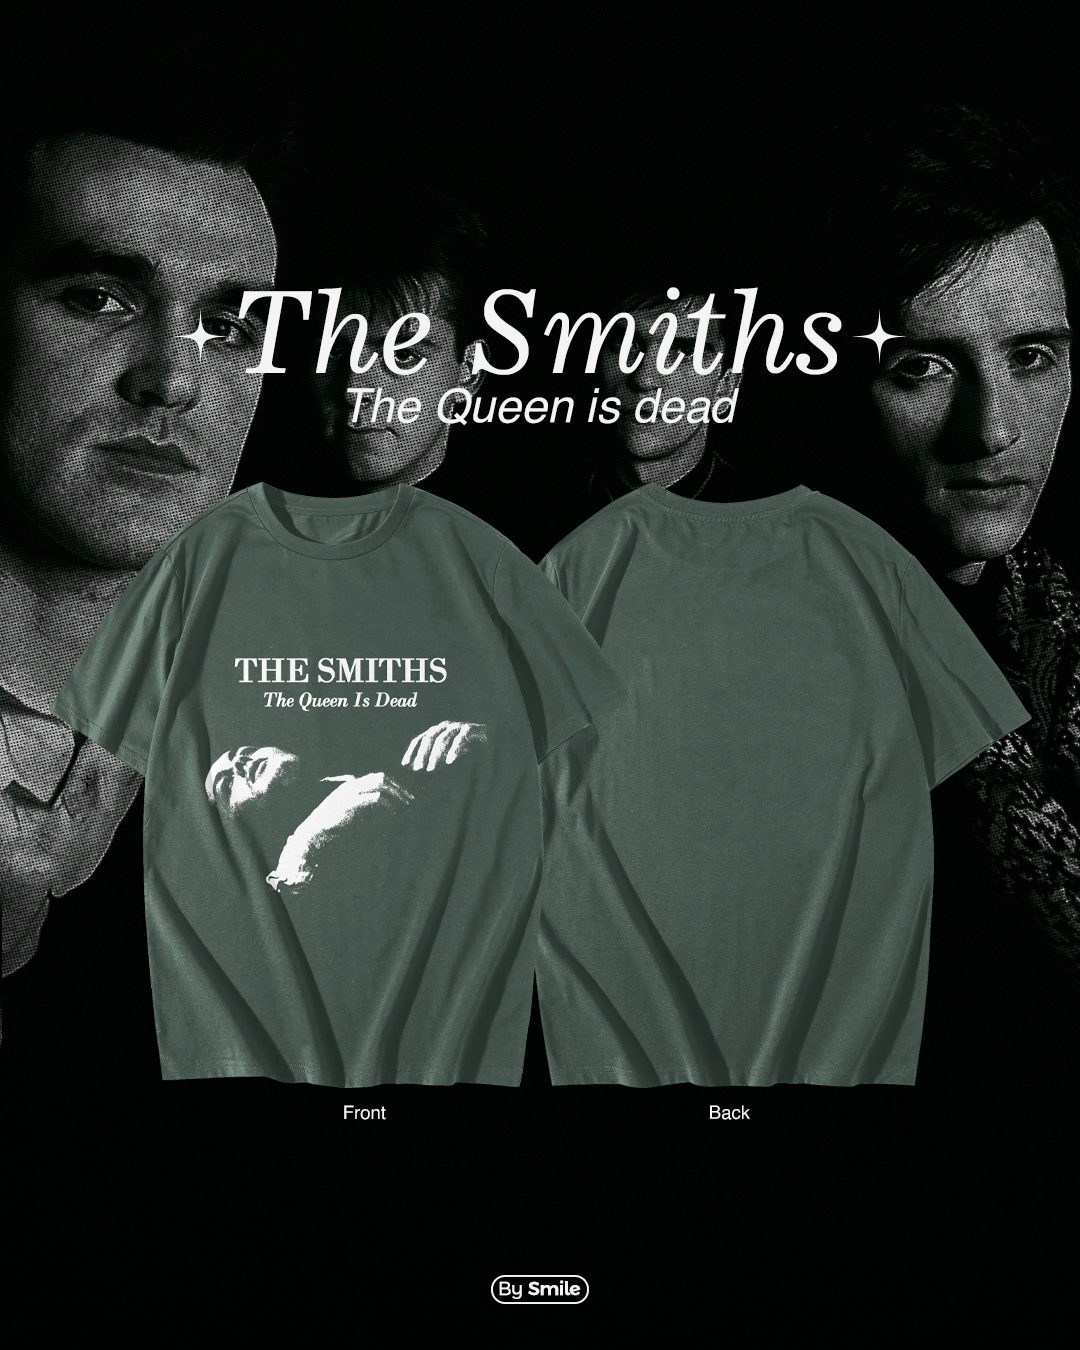 The Smiths
The Queen is dead
THE SMITHS
The Queen Is Dead
Front
Back
By Smile